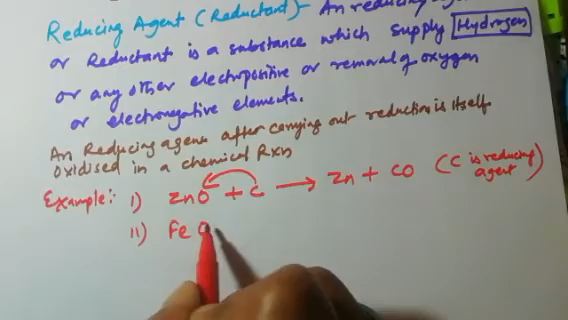 Reducing Agent (Reductant)- An reducing
or Reductant is a substance which supply Hydrogen
or any other electropositive or removal of oxygen
or electronegative elements.
An Reducing agent after carrying out reduction is itself
oxidised in a chemical Rxn
Example:- i) ZnO + C → Zn + CO (C is reducing agent)
ii) Fe O